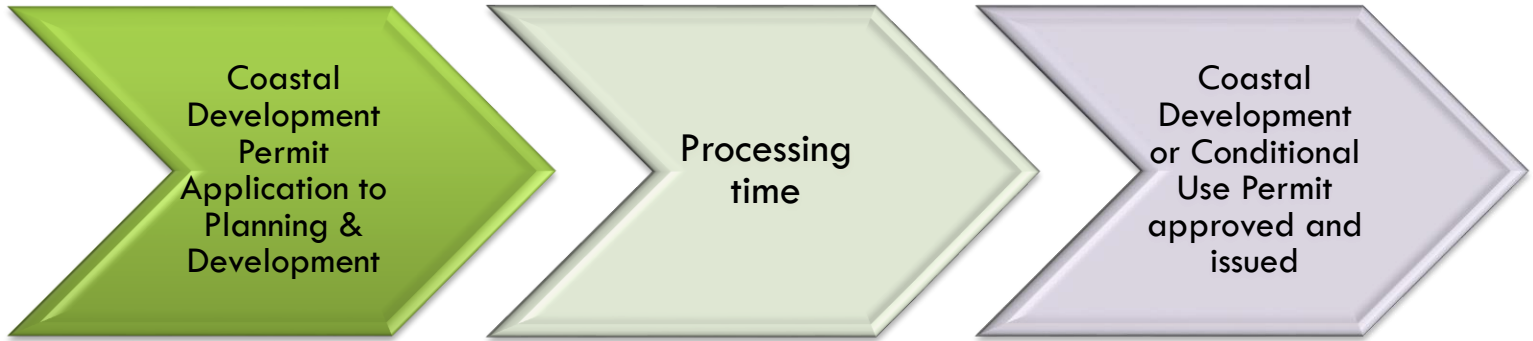 Coastal
Development
Permit
Application to
Planning &
Development
Processing
time
Coastal
Development
or Conditional
Use Permit
approved and
issued